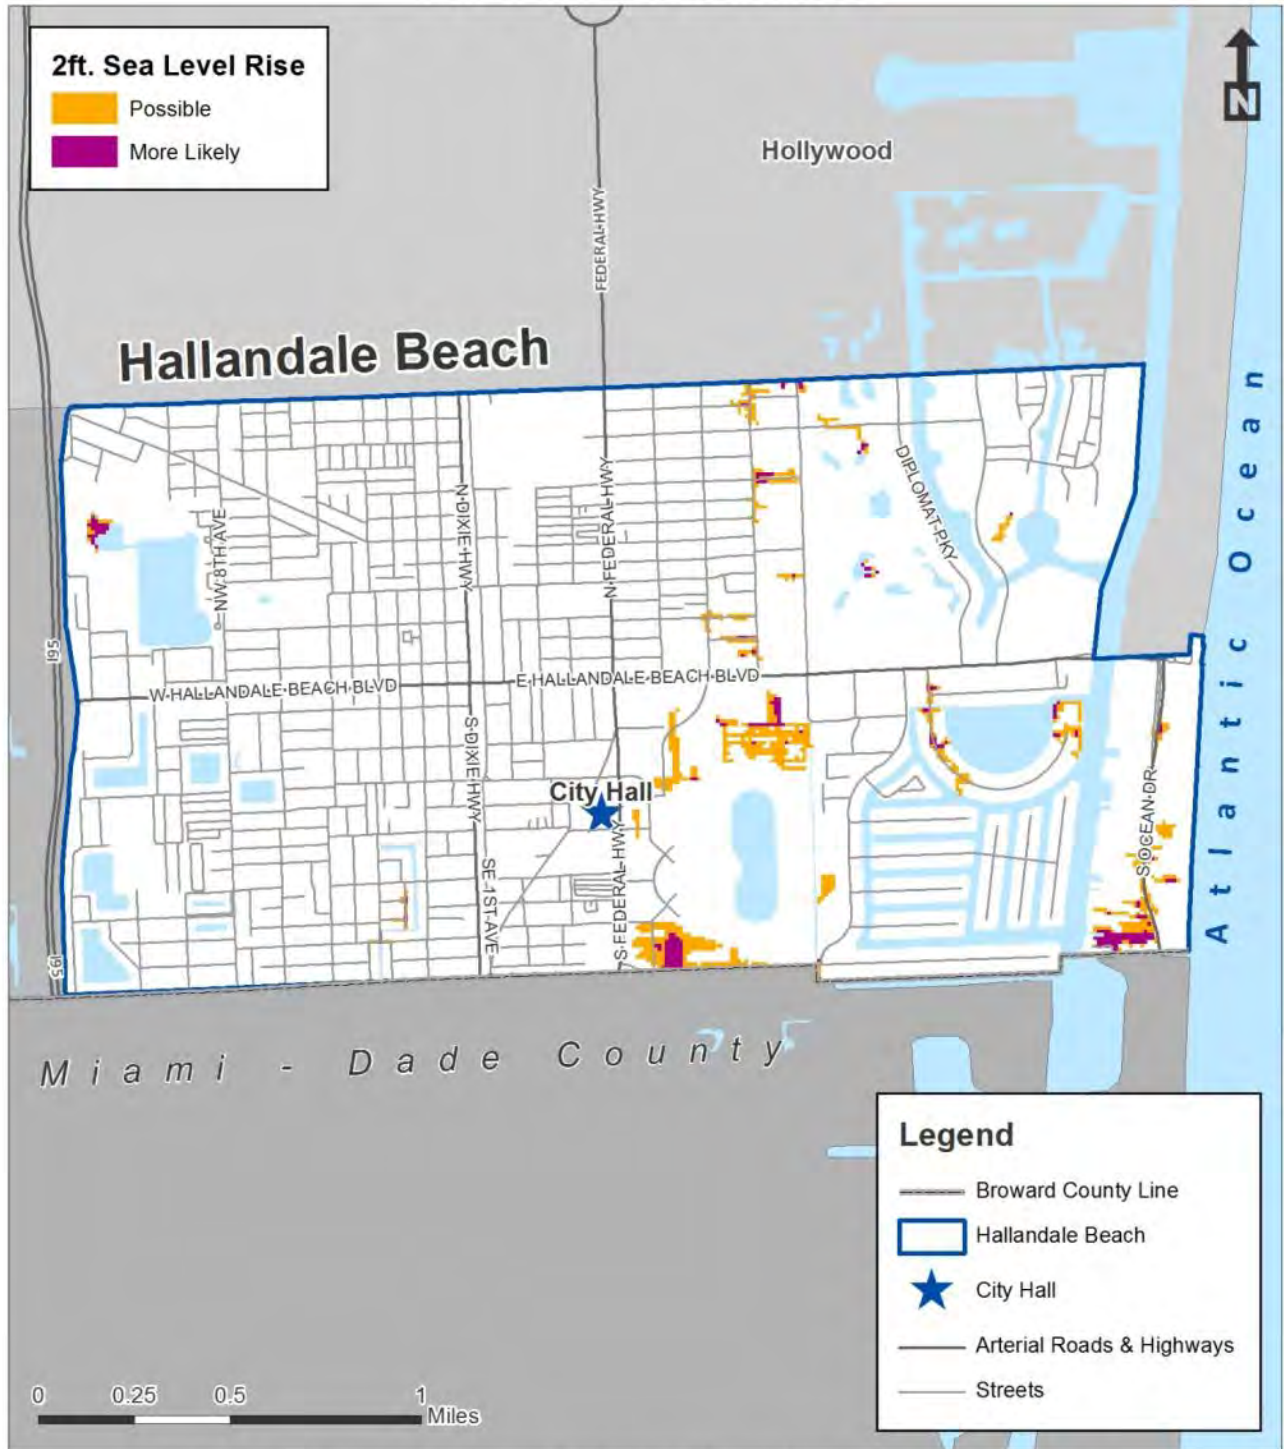 2ft. Sea Level Rise
Possible
More Likely
N
Hollywood
FEDERAL HWY
Hallandale Beach
Atlantic Ocean
N DIXIE HWY
N FEDERAL HWY
DIPLOMAT PKY
NW 8TH AVE
I95
W HALLANDALE BEACH BLVD
E HALLANDALE BEACH BLVD
S DIXIE HWY
City Hall
S OCEAN DR
SE 1ST AVE
S FEDERAL HWY
I95
Miami - Dade County
Legend
Broward County Line
Hallandale Beach
City Hall
Arterial Roads & Highways
Streets
0 0.25 0.5 1
Miles